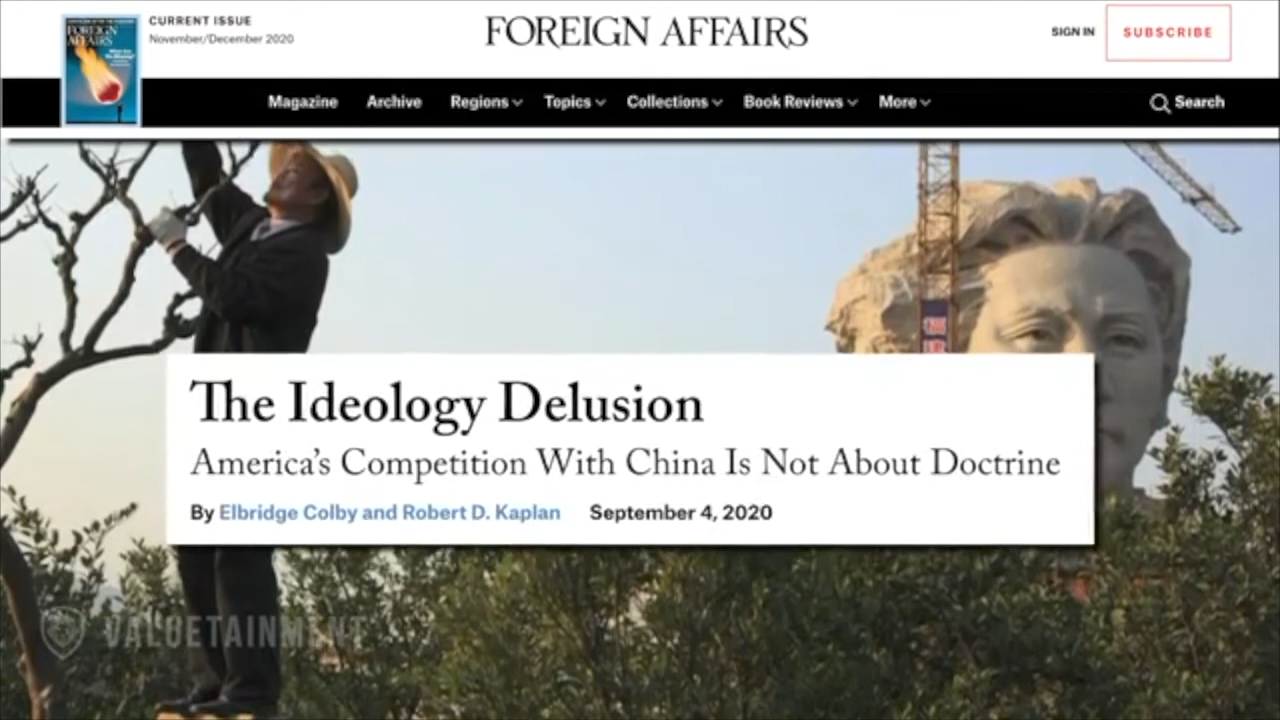 CURRENT ISSUE
November/December 2020
FOREIGN AFFAIRS
SIGN IN
SUBSCRIBE
FOREIGN AFFAIRS
Magazine
Archive
Regions
Topics
Collections
Book Reviews
More
Search
The Ideology Delusion
America's Competition With China Is Not About Doctrine
By Elbridge Colby and Robert D. Kaplan September 4, 2020
VALUETAINMENT